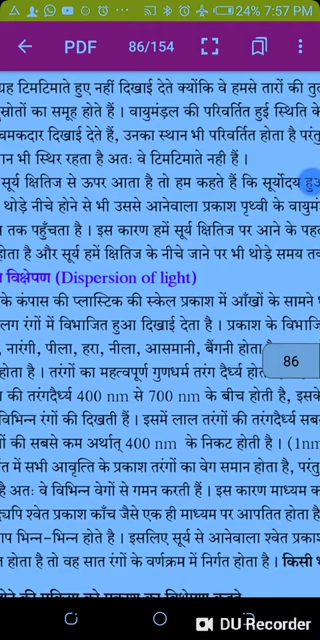 24% 7:57 PM
PDF 86/154
ग्रह टिमटिमाते हुए नहीं दिखाई देते क्योंकि वे हमसे तारों की तुल
स्रोतों का समूह होते हैं । वायुमंडल की परिवर्तित हुई स्थिति के
चमकदार दिखाई देते हैं, उनका स्थान भी परिवर्तित होता है परंतु
ान भी स्थिर रहता है अतः वे टिमटिमाते नही हैं ।
सूर्य क्षितिज से ऊपर आता है तो हम कहते हैं कि सूर्योदय हुआ
थोड़े नीचे होने से भी उससे आनेवाला प्रकाश पृथ्वी के वायुमं
तक पहुँचता है । इस कारण हमें सूर्य क्षितिज पर आने के पह
होता है और सूर्य हमें क्षितिज के नीचे जाने पर भी थोड़े समय तक
विक्षेपण (Dispersion of light)
के कंपास की प्लास्टिक की स्केल प्रकाश में आँखों के सामने
लग रंगों में विभाजित हुआ दिखाई देता है । प्रकाश के विभाजि
, नारंगी, पीला, हरा, नीला, आसमानी, बैंगनी होता है
होता है । तरंगों का महत्वपूर्ण गुणधर्म तरंग दैर्ध्य होत
86
की तरंगदैर्ध्य 400 nm से 700 nm के बीच होती है, इसके
विभिन्न रंगों की दिखती हैं । इसमें लाल तरंगों की तरंगदैर्ध्य सब
ों की सबसे कम अर्थात् 400 nm के निकट होती है । (1nm
त में सभी आवृत्ति के प्रकाश तरंगों का वेग समान होता है, परंतु
है अतः वे विभिन्न वेगों से गमन करती हैं । इस कारण माध्यम क
द्यपि श्वेत प्रकाश काँच जैसे एक ही माध्यम पर आपतित होता है
ाप भिन्न-भिन्न होते है । इसलिए सूर्य से आनेवाला श्वेत प्रकाश
त होता है तो वह सात रंगों के वर्णक्रम में निर्गत होता है । किसी
DU Recorder